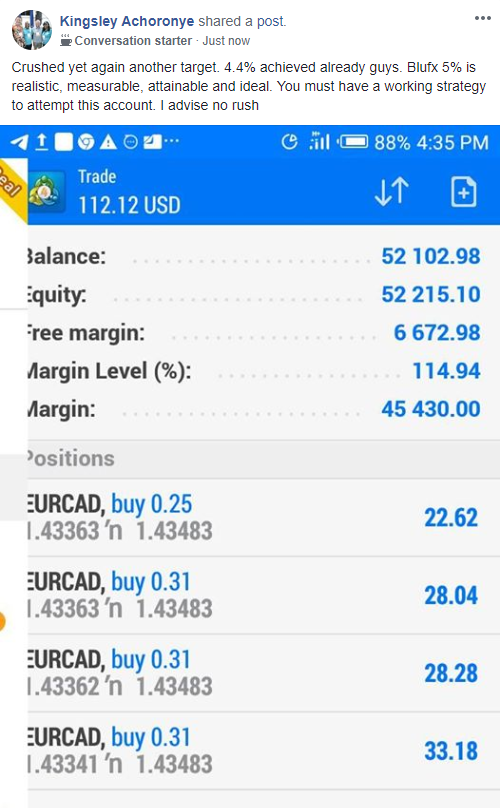 Kingsley Achoronye shared a post.
Conversation starter · Just now
Crushed yet again another target. 4.4% achieved already guys. Blufx 5% is
realistic, measurable, attainable and ideal. You must have a working strategy
to attempt this account. I advise no rush
88% 4:35 PM
eal
Trade
112.12 USD
Balance: 52 102.98
Equity: 52 215.10
Free margin: 6 672.98
Margin Level (%): 114.94
Margin: 45 430.00
Positions
EURCAD, buy 0.25 22.62
1.43363 'n 1.43483
EURCAD, buy 0.31 28.04
1.43363 'n 1.43483
EURCAD, buy 0.31 28.28
1.43362 'n 1.43483
EURCAD, buy 0.31 33.18
1.43341 'n 1.43483